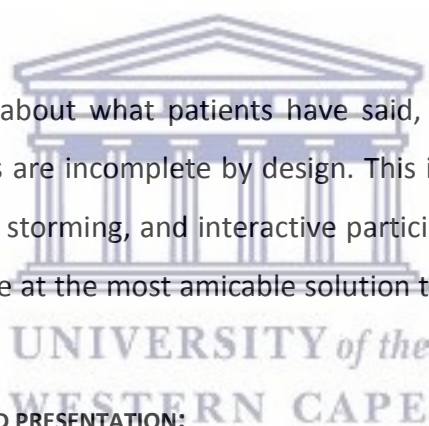 about what patients have said,
s are incomplete by design. This i
storming, and interactive partici
e at the most amicable solution t
UNIVERSITY of the
WESTERN CAPE
D PRESENTATION: